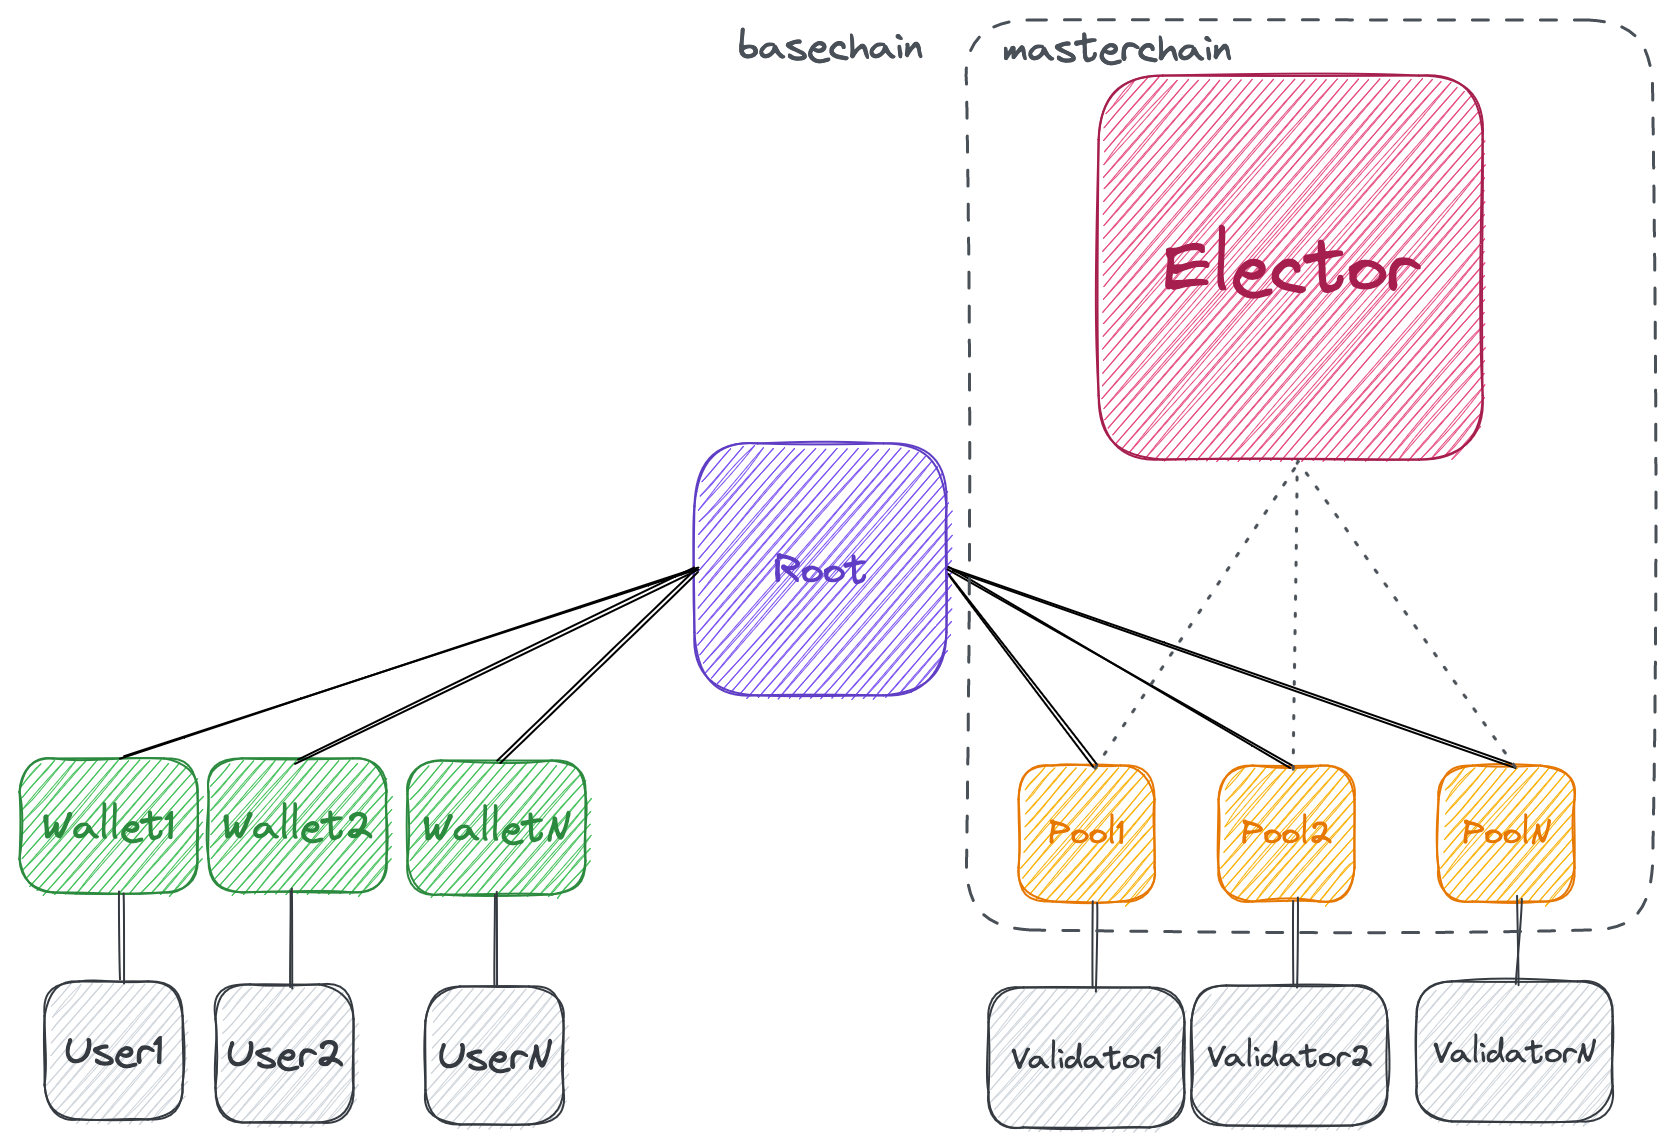 basechain
masterchain
Elector
Root
Wallet1
Wallet2
WalletN
Pool1
Pool2
PoolN
User1
User2
UserN
Validator1
Validator2
ValidatorN